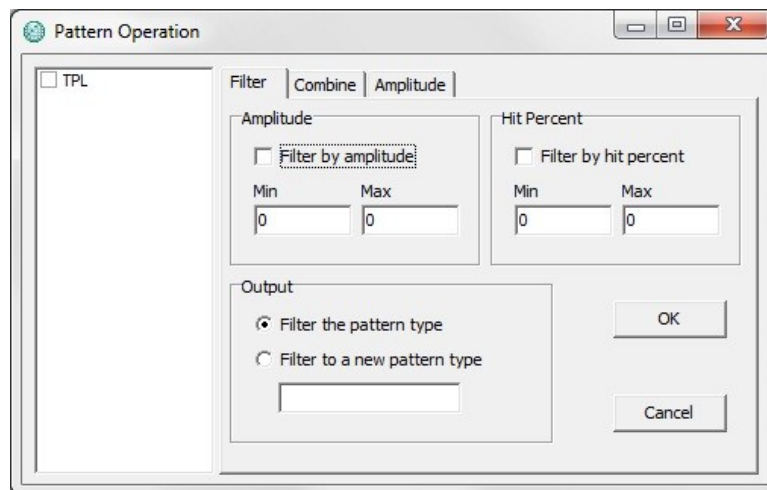 Pattern Operation
TPL
Filter
Combine
Amplitude
Amplitude
Filter by amplitude
Min
Max
0
0
Hit Percent
Filter by hit percent
Min
Max
0
0
Output
Filter the pattern type
Filter to a new pattern type
OK
Cancel